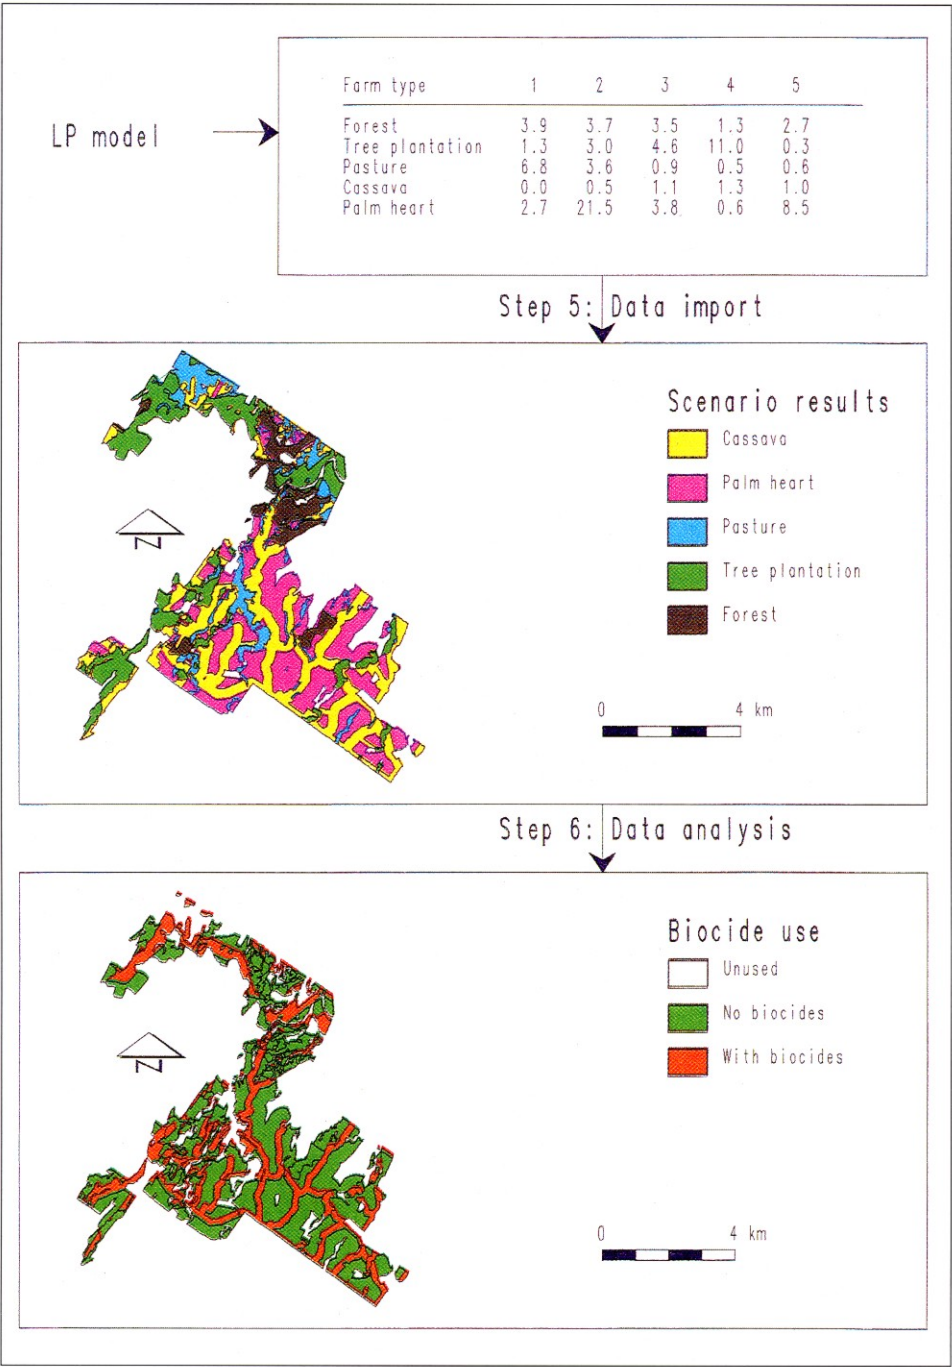 LP model
Farm type 1 2 3 4 5
Forest 3.9 3.7 3.5 1.3 2.7
Tree plantation 1.3 3.0 4.6 11.0 0.3
Pasture 6.8 3.6 0.9 0.5 0.6
Cassava 0.0 0.5 1.1 1.3 1.0
Palm heart 2.7 21.5 3.8 0.6 8.5
Step 5: Data import
Scenario results
Cassava
Palm heart
Pasture
Tree plantation
Forest
N
0 4 km
Step 6: Data analysis
Biocide use
Unused
No biocides
With biocides
N
0 4 km